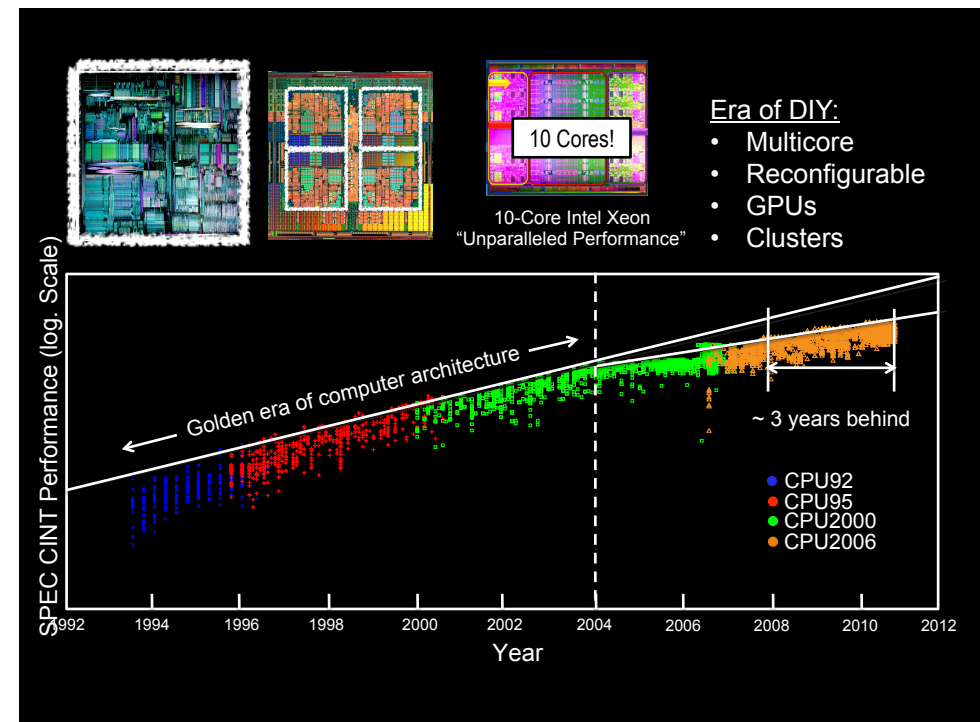 10 Cores!
10-Core Intel Xeon
“Unparalleled Performance”
Era of DIY:
• Multicore
• Reconfigurable
• GPUs
• Clusters
SPEC CINT Performance (log. Scale)
Golden era of computer architecture
~ 3 years behind
CPU92
CPU95
CPU2000
CPU2006
1992 1994 1996 1998 2000 2002 2004 2006 2008 2010 2012
Year